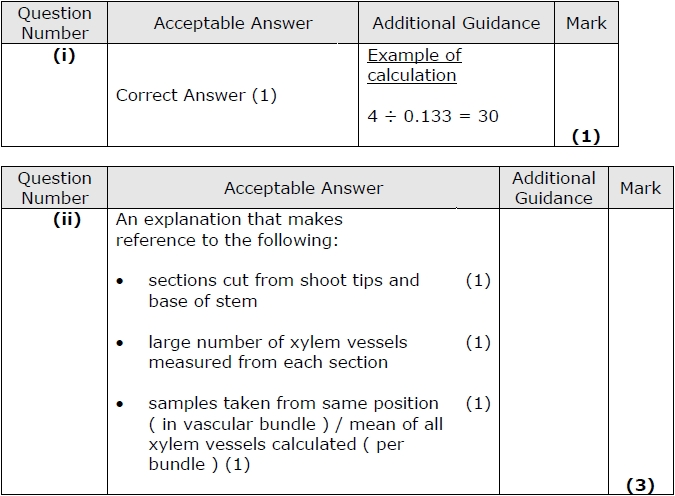 Question Number
Acceptable Answer
Additional Guidance
Mark
(i)
Correct Answer (1)
Example of
calculation
4 ÷ 0.133 = 30
(1)
Question Number
Acceptable Answer
Additional Guidance
Mark
(ii)
An explanation that makes
reference to the following:
• sections cut from shoot tips and (1)
base of stem
• large number of xylem vessels (1)
measured from each section
• samples taken from same position (1)
( in vascular bundle ) / mean of all
xylem vessels calculated ( per
bundle ) (1)
(3)